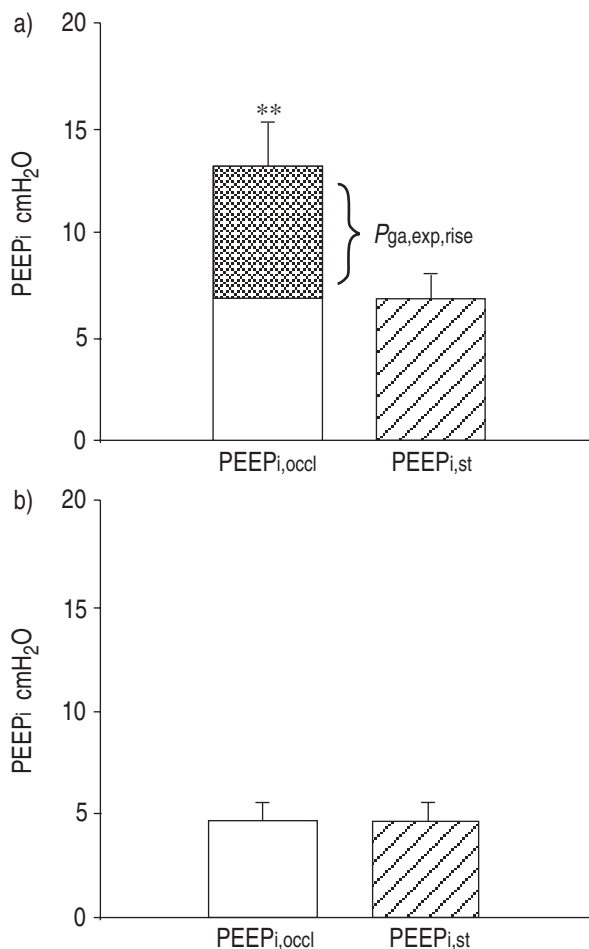 a)
20
15
10
5
0
PEEPi cmH2O
**
Pga,exp,rise
PEEPi,occl PEEPi,st
b)
20
15
10
5
0
PEEPi cmH2O
PEEPi,occl PEEPi,st